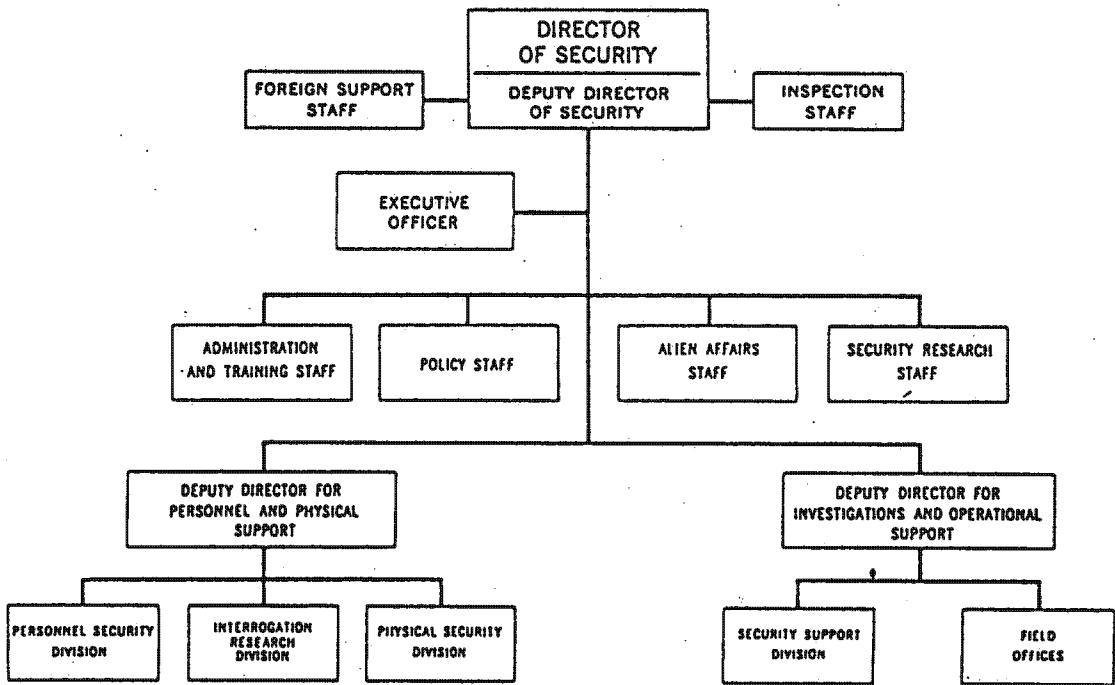 DIRECTOR
OF SECURITY
DEPUTY DIRECTOR
OF SECURITY
FOREIGN SUPPORT
STAFF
INSPECTION
STAFF
EXECUTIVE
OFFICER
ADMINISTRATION
AND TRAINING STAFF
POLICY STAFF
ALIEN AFFAIRS
STAFF
SECURITY RESEARCH
STAFF
DEPUTY DIRECTOR FOR
PERSONNEL AND PHYSICAL
SUPPORT
DEPUTY DIRECTOR FOR
INVESTIGATIONS AND OPERATIONAL
SUPPORT
PERSONNEL SECURITY
DIVISION
INTERROGATION
RESEARCH
DIVISION
PHYSICAL SECURITY
DIVISION
SECURITY SUPPORT
DIVISION
FIELD
OFFICES